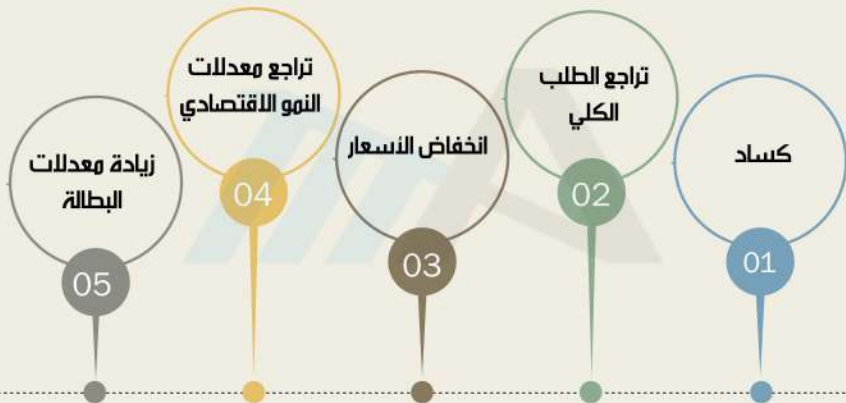 كساد
01
تراجع الطلب
الكلي
02
انخفاض الأسعار
03
تراجع معدلات
النمو الاقتصادي
04
زيادة معدلات
البطالة
05